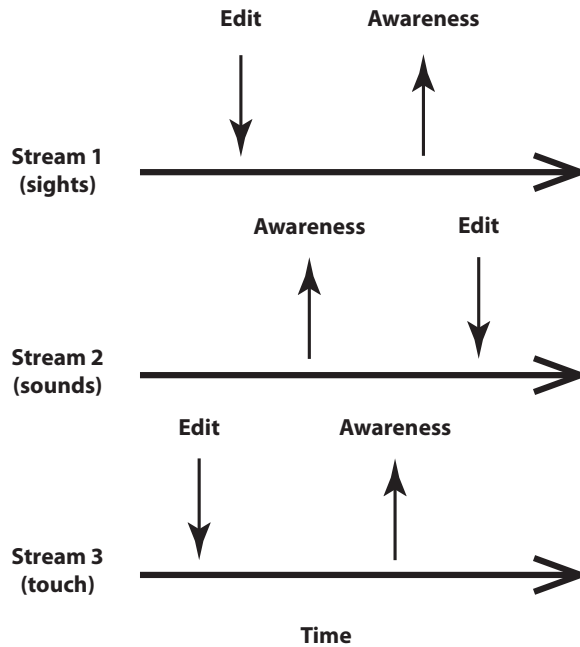 Edit Awareness
Stream 1
(sights)
Awareness Edit
Stream 2
(sounds)
Edit Awareness
Stream 3
(touch)
Time